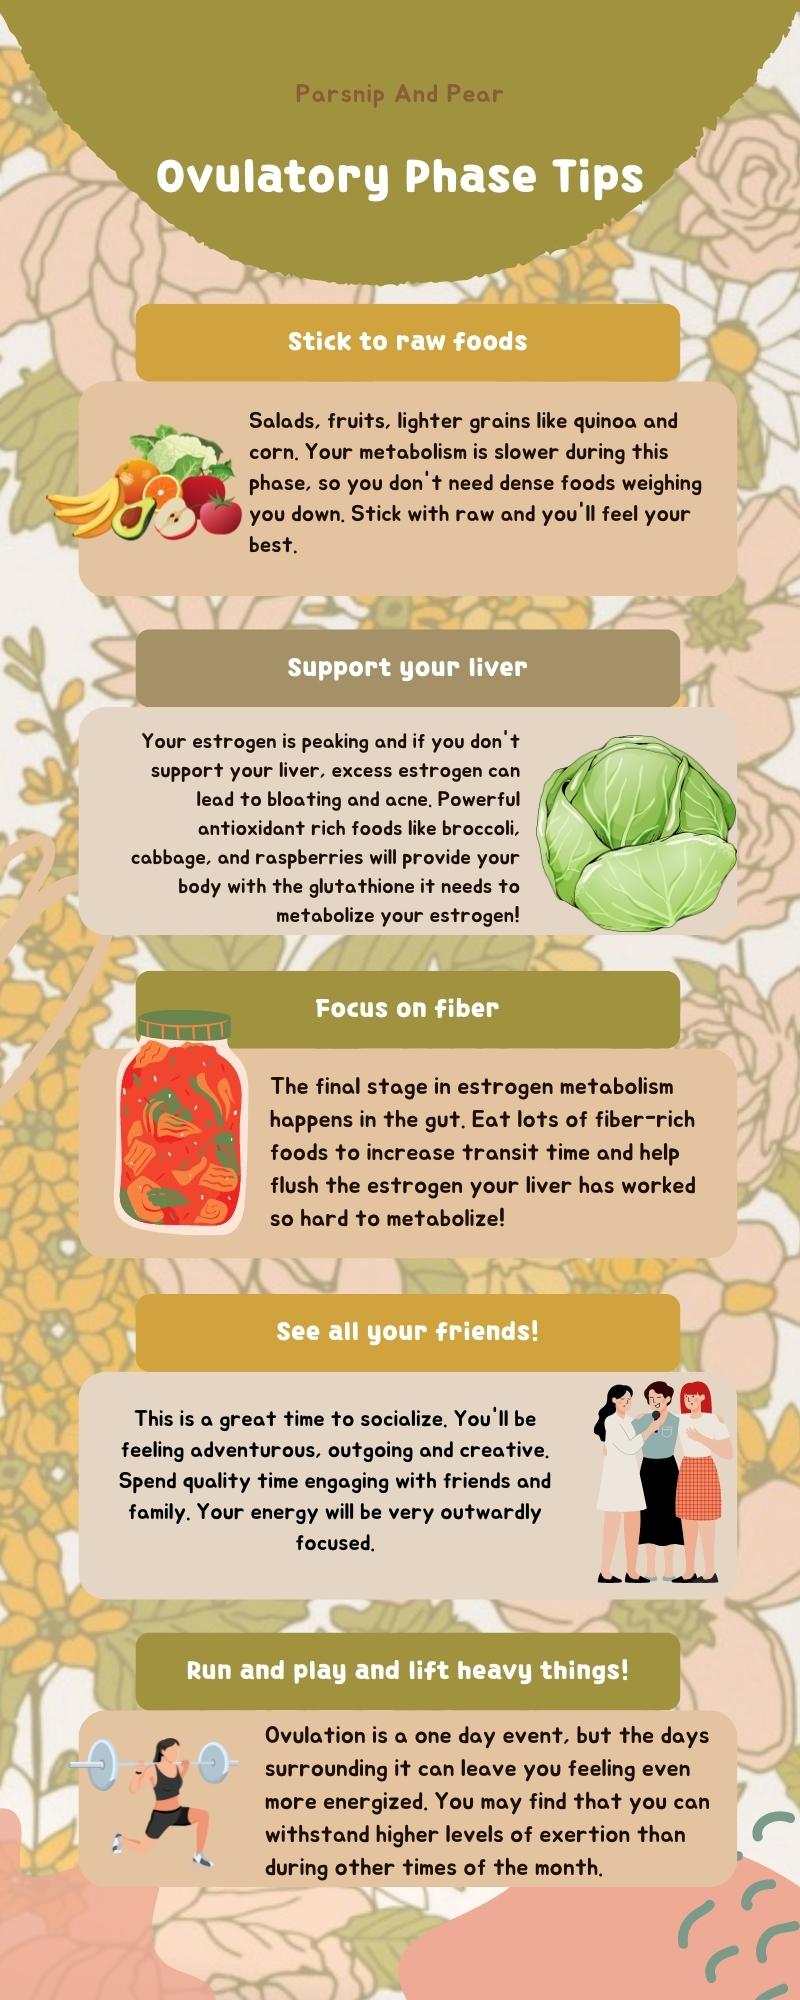 Parsnip And Pear
Ovulatory Phase Tips
Stick to raw foods
Salads, fruits, lighter grains like quinoa and
corn. Your metabolism is slower during this
phase, so you don't need dense foods weighing
you down. Stick with raw and you'll feel your
best.
Support your liver
Your estrogen is peaking and if you don't
support your liver, excess estrogen can
lead to bloating and acne. Powerful
antioxidant rich foods like broccoli,
cabbage, and raspberries will provide your
body with the glutathione it needs to
metabolize your estrogen!
Focus on fiber
The final stage in estrogen metabolism
happens in the gut. Eat lots of fiber-rich
foods to increase transit time and help
flush the estrogen your liver has worked
so hard to metabolize!
See all your friends!
This is a great time to socialize. You'll be
feeling adventurous, outgoing and creative.
Spend quality time engaging with friends and
family. Your energy will be very outwardly
focused.
Run and play and lift heavy things!
Ovulation is a one day event, but the days
surrounding it can leave you feeling even
more energized. You may find that you can
withstand higher levels of exertion than
during other times of the month.